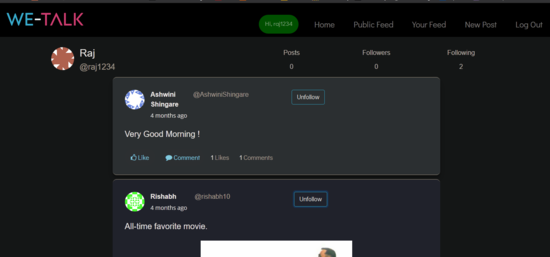 WE-TALK
Hi, raj1234 Home Public Feed Your Feed New Post Log Out
Raj Posts Followers Following
@raj1234 0 0 2
Ashwini @AshwiniShingare Unfollow
Shingare
4 months ago
Very Good Morning !
Like Comment 1 Likes 1 Comments
Rishabh @rishabh10 Unfollow
4 months ago
All-time favorite movie.